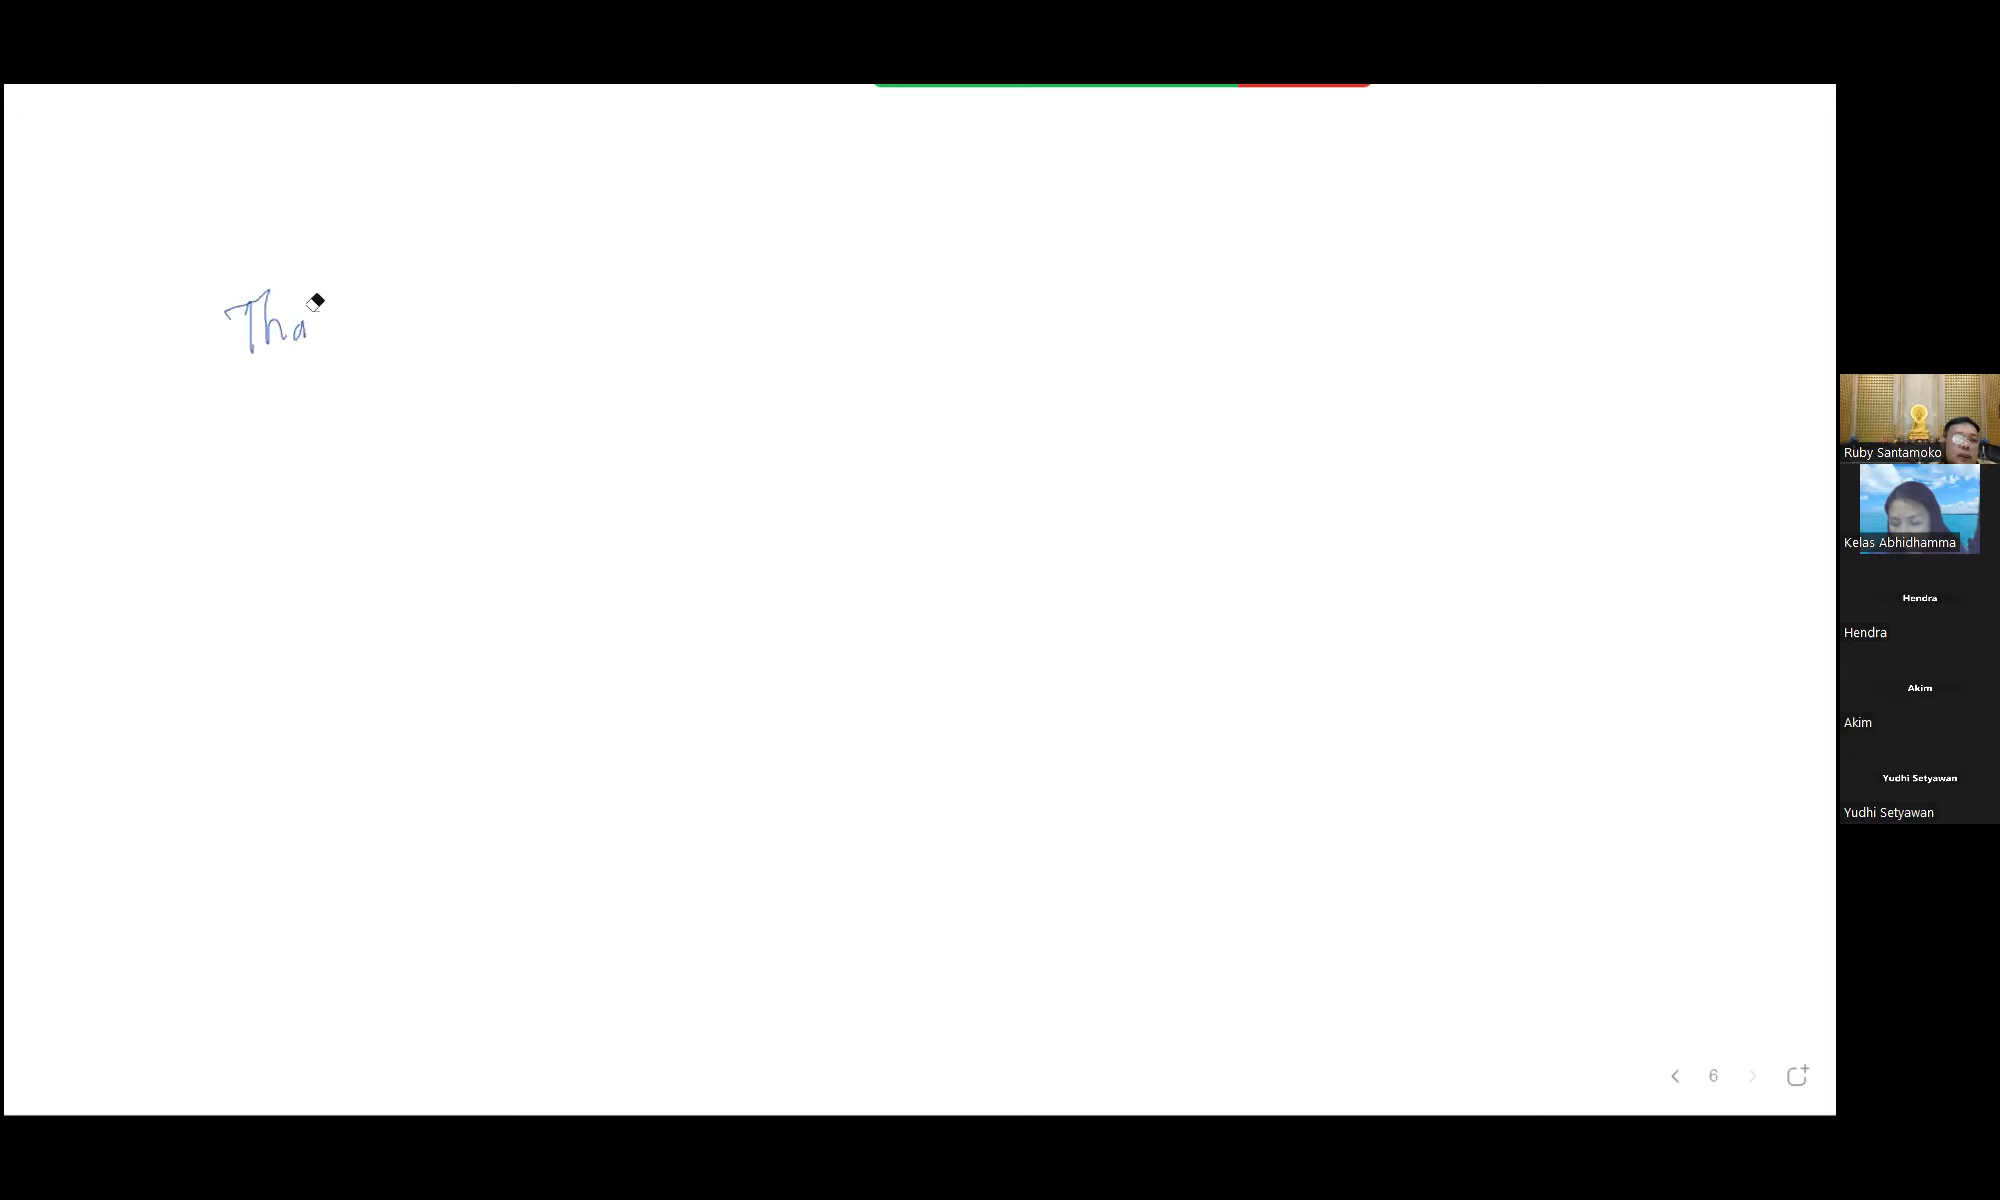 Tha
Ruby Santamoko
Kelas Abhidhamma
Hendra
Hendra
Akim
Akim
Yudhi Setyawan
Yudhi Setyawan
6